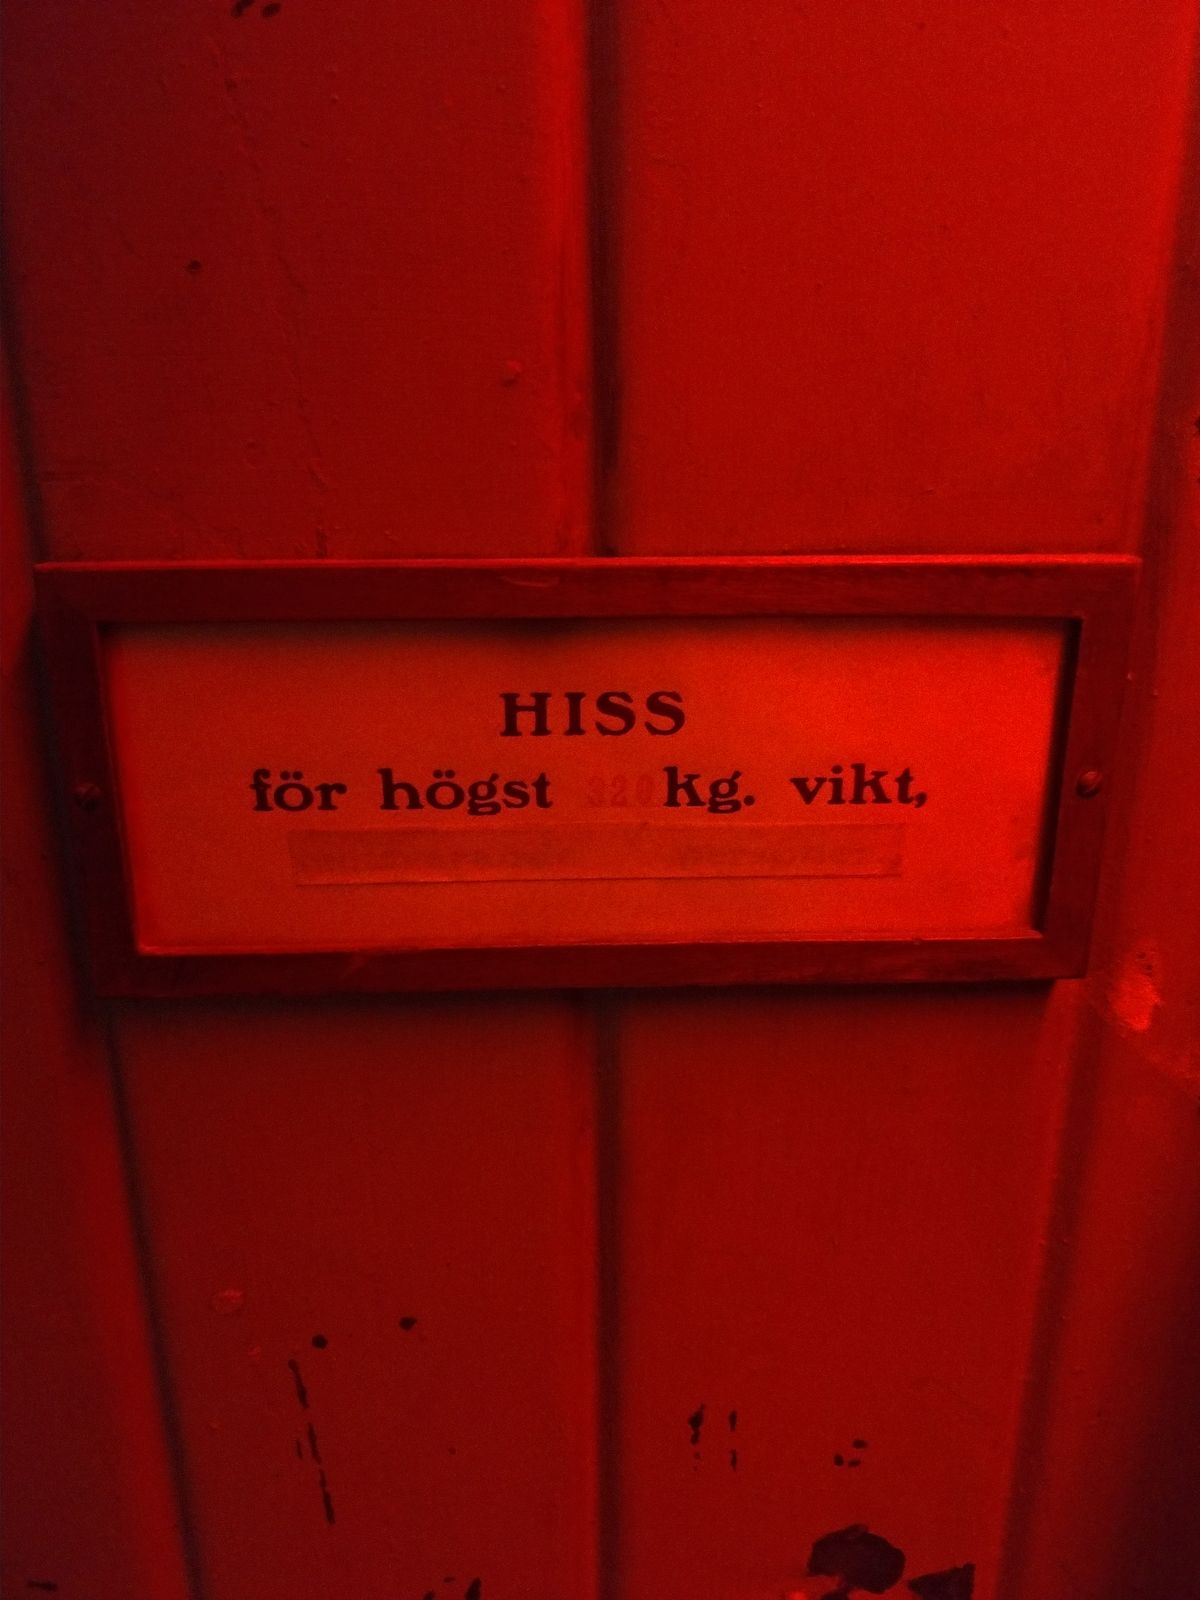 HISS
för högst 320 kg. vikt,